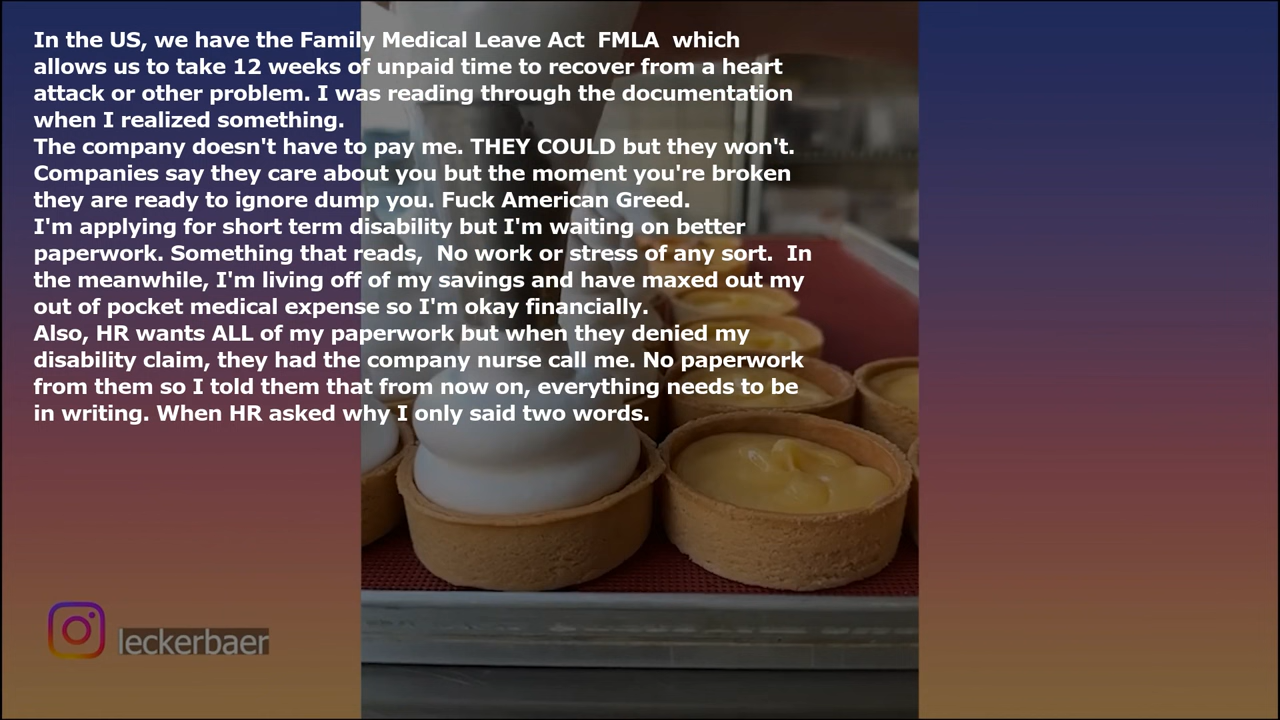 In the US, we have the Family Medical Leave Act  FMLA  which
allows us to take 12 weeks of unpaid time to recover from a heart
attack or other problem. I was reading through the documentation
when I realized something.
The company doesn't have to pay me. THEY COULD but they won't.
Companies say they care about you but the moment you're broken
they are ready to ignore dump you. Fuck American Greed.
I'm applying for short term disability but I'm waiting on better
paperwork. Something that reads,  No work or stress of any sort.  In
the meanwhile, I'm living off of my savings and have maxed out my
out of pocket medical expense so I'm okay financially.
Also, HR wants ALL of my paperwork but when they denied my
disability claim, they had the company nurse call me. No paperwork
from them so I told them that from now on, everything needs to be
in writing. When HR asked why I only said two words.
leckerbaer